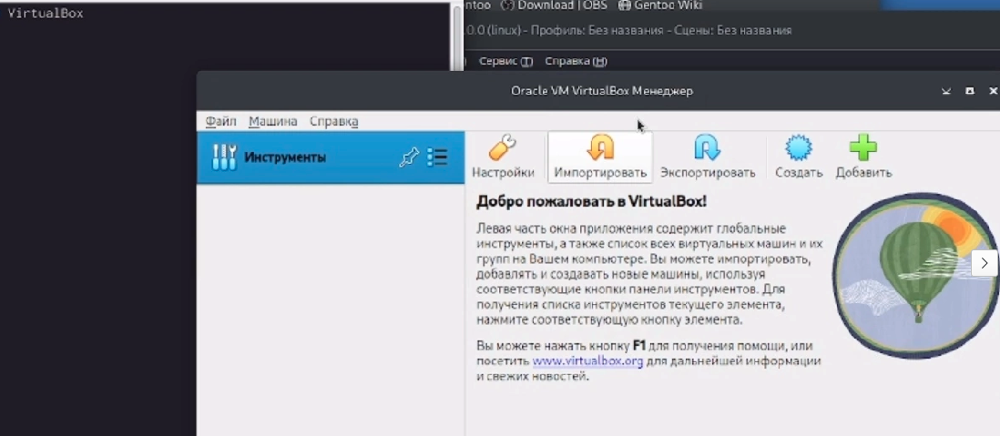 VirtualBox
ntoo Download | OBS Gentoo Wiki
.0.0 (linux) - Профиль: Без названия - Сцены: Без названия
Сервис (T) Справка (H)
Oracle VM VirtualBox Менеджер
Файл Машина Справка
Инструменты
Настройки Импортировать Экспортировать Создать Добавить
Добро пожаловать в VirtualBox!
Левая часть окна приложения содержит глобальные
инструменты, а также список всех виртуальных машин и их
групп на Вашем компьютере. Вы можете импортировать,
добавлять и создавать новые машины, используя
соответствующие кнопки панели инструментов. Для
получения списка инструментов текущего элемента,
нажмите соответствующую кнопку элемента.
Вы можете нажать кнопку F1 для получения помощи, или
посетить www.virtualbox.org для дальнейшей информации
и свежих новостей.